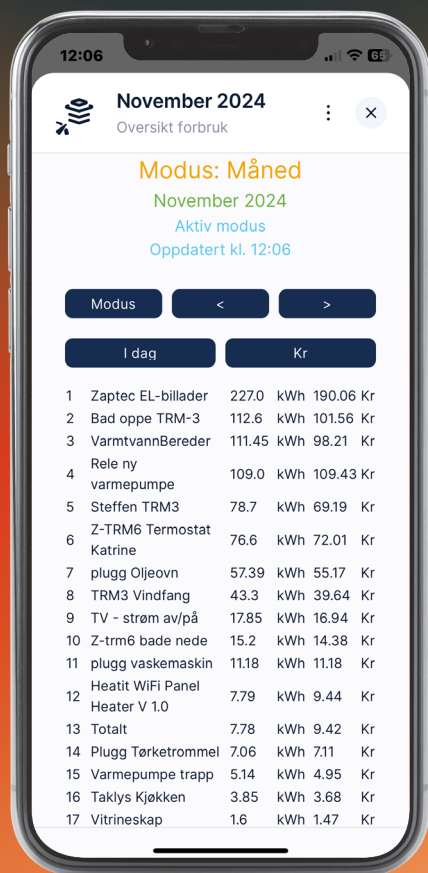 12:06
65
November 2024
Oversikt forbruk
Modus: Måned
November 2024
Aktiv modus
Oppdatert kl. 12:06
Modus < >
I dag Kr
1 Zaptec EL-billader 227.0 kWh 190.06 Kr
2 Bad oppe TRM-3 112.6 kWh 101.56 Kr
3 VarmtvannBereder 111.45 kWh 98.21 Kr
4 Rele ny
varmepumpe 109.0 kWh 109.43 Kr
5 Steffen TRM3 78.7 kWh 69.19 Kr
6 Z-TRM6 Termostat
Katrine 76.6 kWh 72.01 Kr
7 plugg Oljeovn 57.39 kWh 55.17 Kr
8 TRM3 Vindfang 43.3 kWh 39.64 Kr
9 TV - strøm av/på 17.85 kWh 16.94 Kr
10 Z-trm6 bade nede 15.2 kWh 14.38 Kr
11 plugg vaskemaskin 11.18 kWh 11.18 Kr
12 Heatit WiFi Panel
Heater V 1.0 7.79 kWh 9.44 Kr
13 Totalt 7.78 kWh 9.42 Kr
14 Plugg Tørketrommel 7.06 kWh 7.11 Kr
15 Varmepumpe trapp 5.14 kWh 4.95 Kr
16 Taklys Kjøkken 3.85 kWh 3.68 Kr
17 Vitrineskap 1.6 kWh 1.47 Kr